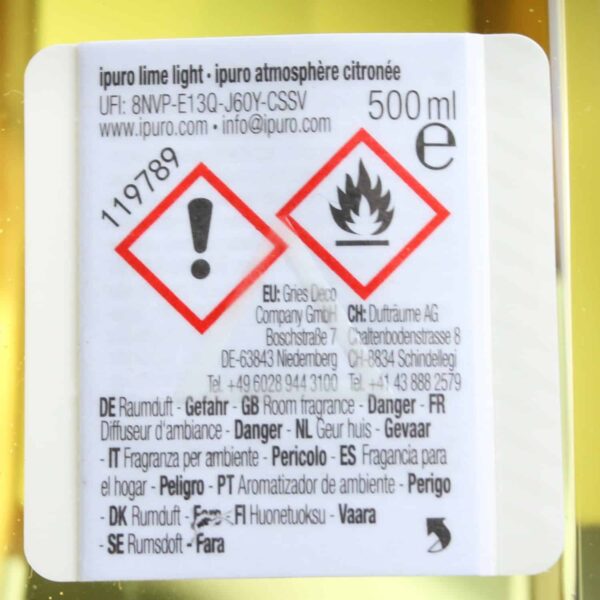 ipuro lime light · ipuro atmosphère citronée
UFI: 8NVP-E13Q-J60Y-CSSV
500 ml
www.ipuro.com · info@ipuro.com
e
119789
EU: Gries Deco
Company GmbH
Boschstraße 7
DE-63843 Niedernberg
Tel. +49 6028 944 3100
CH: Dufträume AG
Chaltenbodenstrasse 8
CH-8834 Schindellegi
Tel. +41 43 888 2579
DE Raumduft - Gefahr - GB Room fragrance - Danger - FR
Diffuseur d'ambiance - Danger - NL Geur huis - Gevaar
- IT Fragranza per ambiente - Pericolo - ES Fragancia para
el hogar - Peligro - PT Aromatizador de ambiente - Perigo
- DK Rumduft - Fare - FI Huonetuoksu - Vaara
- SE Rumsdoft - Fara